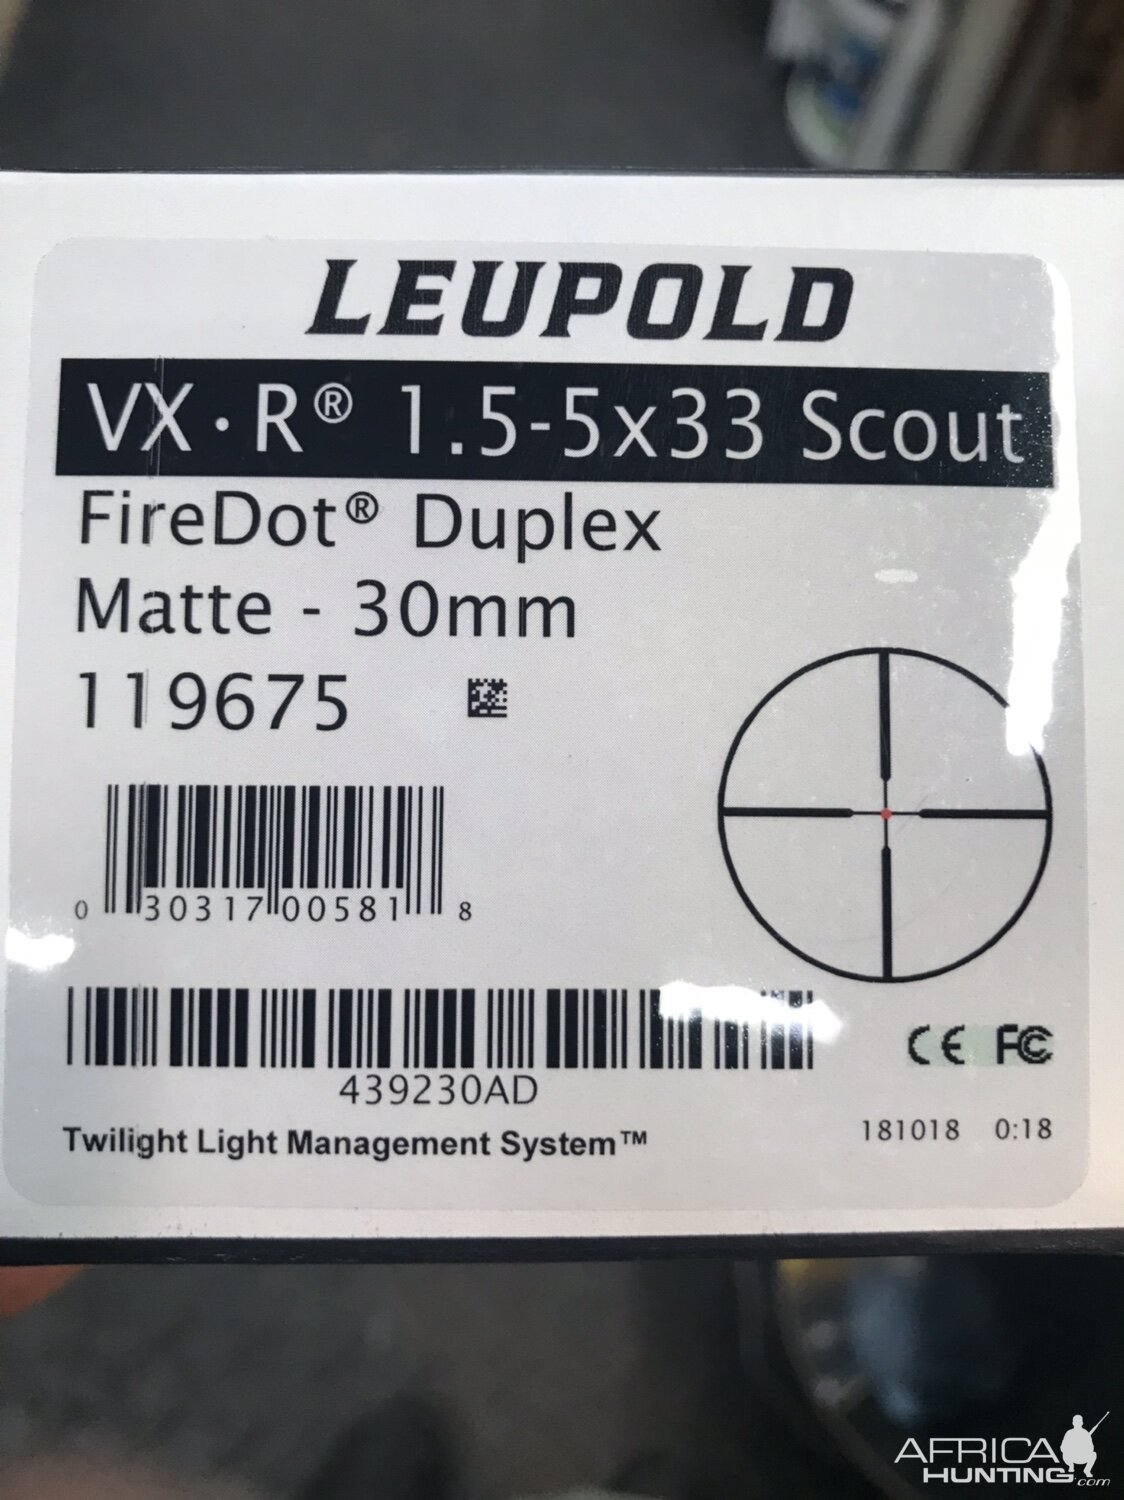 LEUPOLD
VX·R® 1.5-5x33 Scout
FireDot® Duplex
Matte - 30mm
119675
0 30317 00581 8
439230AD
CE FC
Twilight Light Management System™
181018 0:18
AFRICA
HUNTING.com